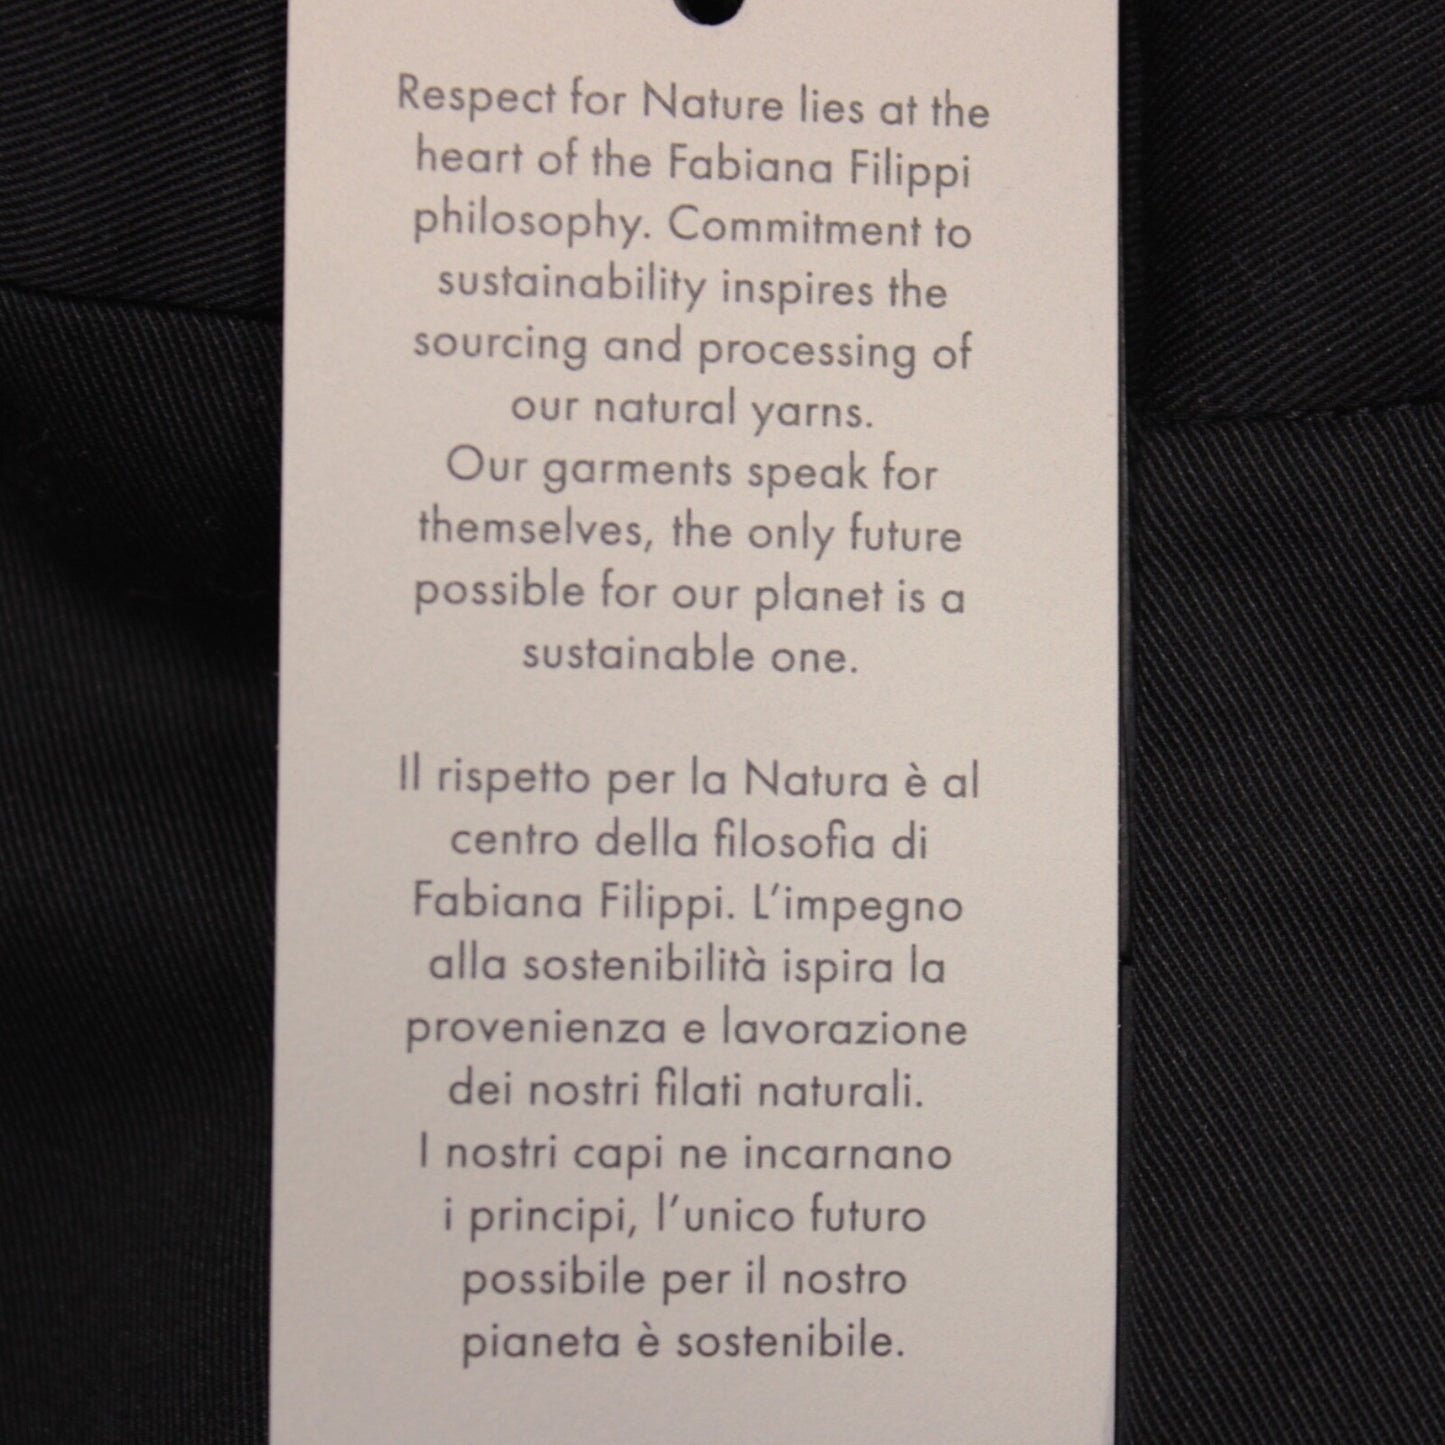 Respect for Nature lies at the
heart of the Fabiana Filippi
philosophy. Commitment to
sustainability inspires the
sourcing and processing of
our natural yarns.
Our garments speak for
themselves, the only future
possible for our planet is a
sustainable one.
Il rispetto per la Natura è al
centro della filosofia di
Fabiana Filippi. L’impegno
alla sostenibilità ispira la
provenienza e lavorazione
dei nostri filati naturali.
I nostri capi ne incarnano
i principi, l’unico futuro
possibile per il nostro
pianeta è sostenibile.